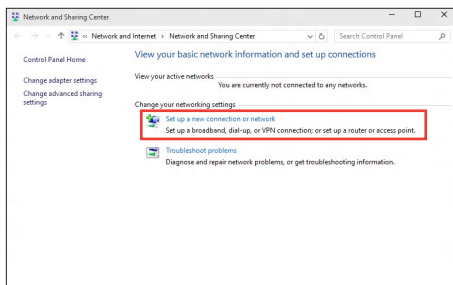 Network and Sharing Center
« Network and Internet › Network and Sharing Center
Search Control Panel
Control Panel Home
Change adapter settings
Change advanced sharing
settings
View your basic network information and set up connections
View your active networks
You are currently not connected to any networks.
Change your networking settings
Set up a new connection or network
Set up a broadband, dial-up, or VPN connection; or set up a router or access point.
Troubleshoot problems
Diagnose and repair network problems, or get troubleshooting information.